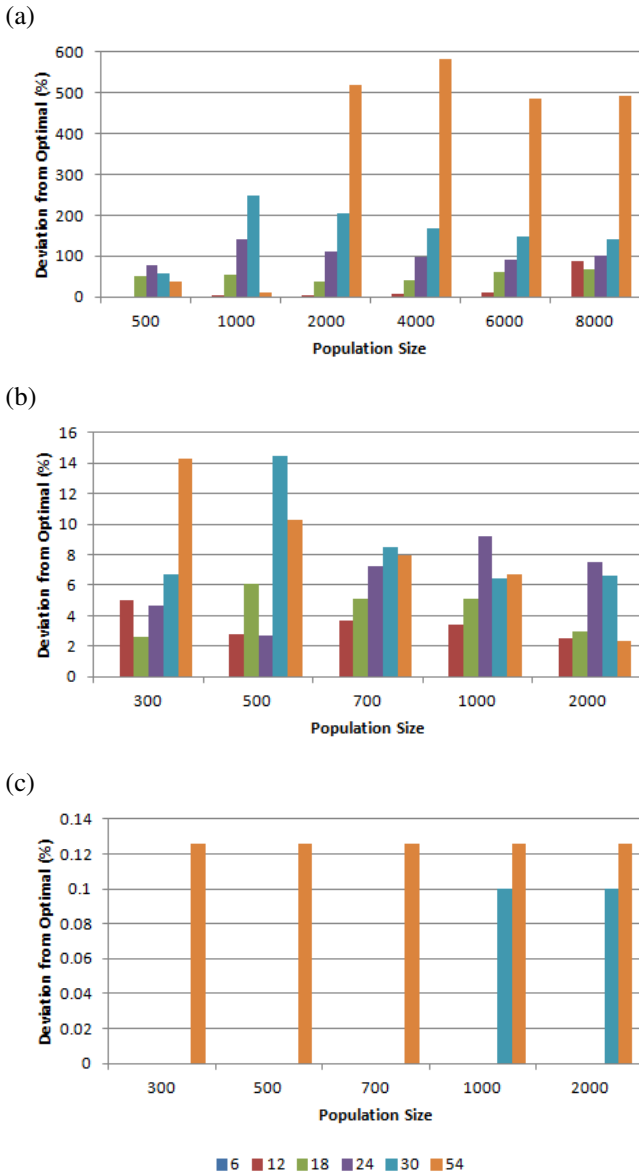 (a)
600
500
400
300
200
100
0
Deviation from Optimal (%)
500 1000 2000 4000 6000 8000
Population Size
(b)
16
14
12
10
8
6
4
2
0
Deviation from Optimal (%)
300 500 700 1000 2000
Population Size
(c)
0.14
0.12
0.1
0.08
0.06
0.04
0.02
0
Deviation from Optimal (%)
300 500 700 1000 2000
Population Size
6 12 18 24 30 54